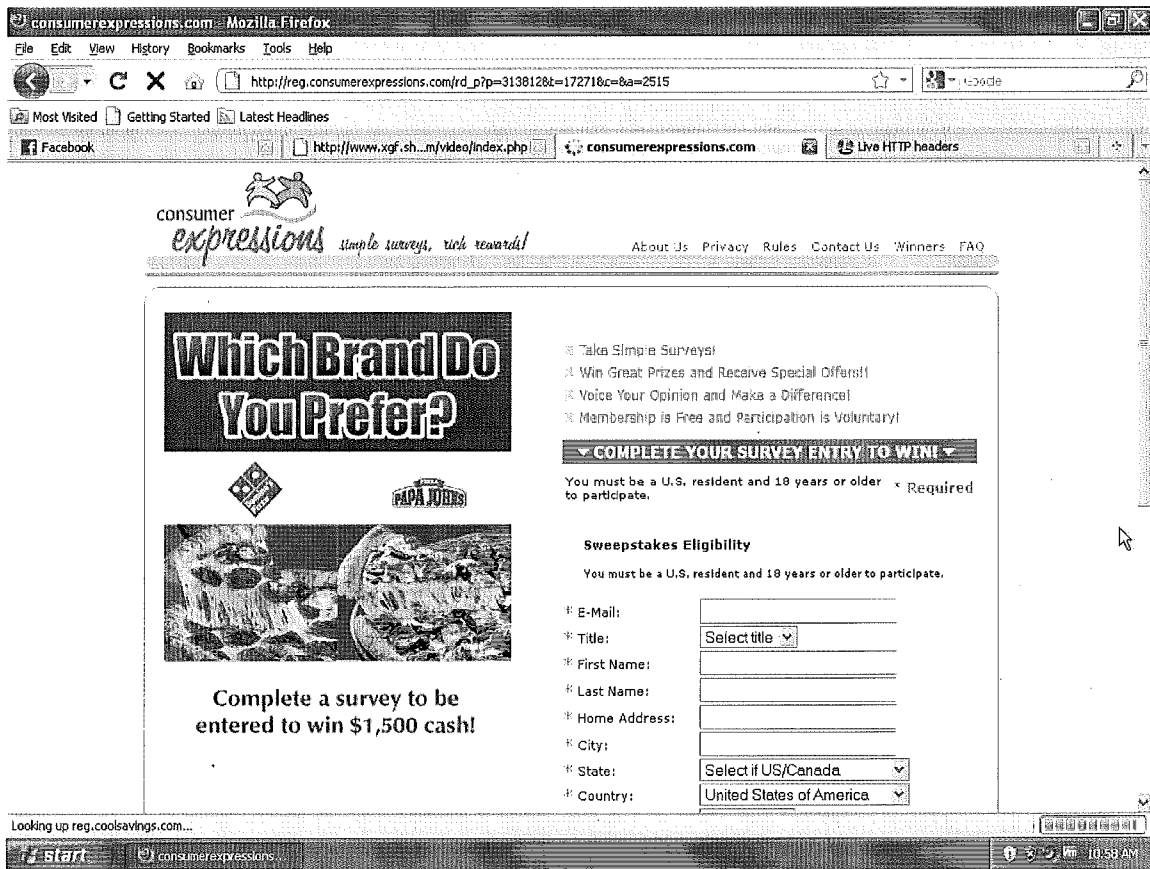 consumerexpressions.com - Mozilla Firefox
File Edit View History Bookmarks Tools Help
http://reg.consumerexpressions.com/rd_p?p=313812&t=17271&c=&a=2515
Most Visited Getting Started Latest Headlines
Facebook http://www.xgf.sh...m/video/index.php consumerexpressions.com Live HTTP headers
consumer
expressions simple surveys, rich rewards!
About Us Privacy Rules Contact Us Winners FAQ
Which Brand Do
You Prefer?
PAPA JOHNS
Complete a survey to be
entered to win $1,500 cash!
Take Simple Surveys!
Win Great Prizes and Receive Special Offers!!
Voice Your Opinion and Make a Difference!
Membership is Free and Participation is Voluntary!
COMPLETE YOUR SURVEY ENTRY TO WIN!
You must be a U.S. resident and 18 years or older
to participate.
* Required
Sweepstakes Eligibility
You must be a U.S. resident and 18 years or older to participate.
* E-Mail:
* Title: Select title
* First Name:
* Last Name:
* Home Address:
* City:
* State: Select if US/Canada
* Country: United States of America
Looking up reg.coolsavings.com...
start consumerexpressions... 10:58 AM